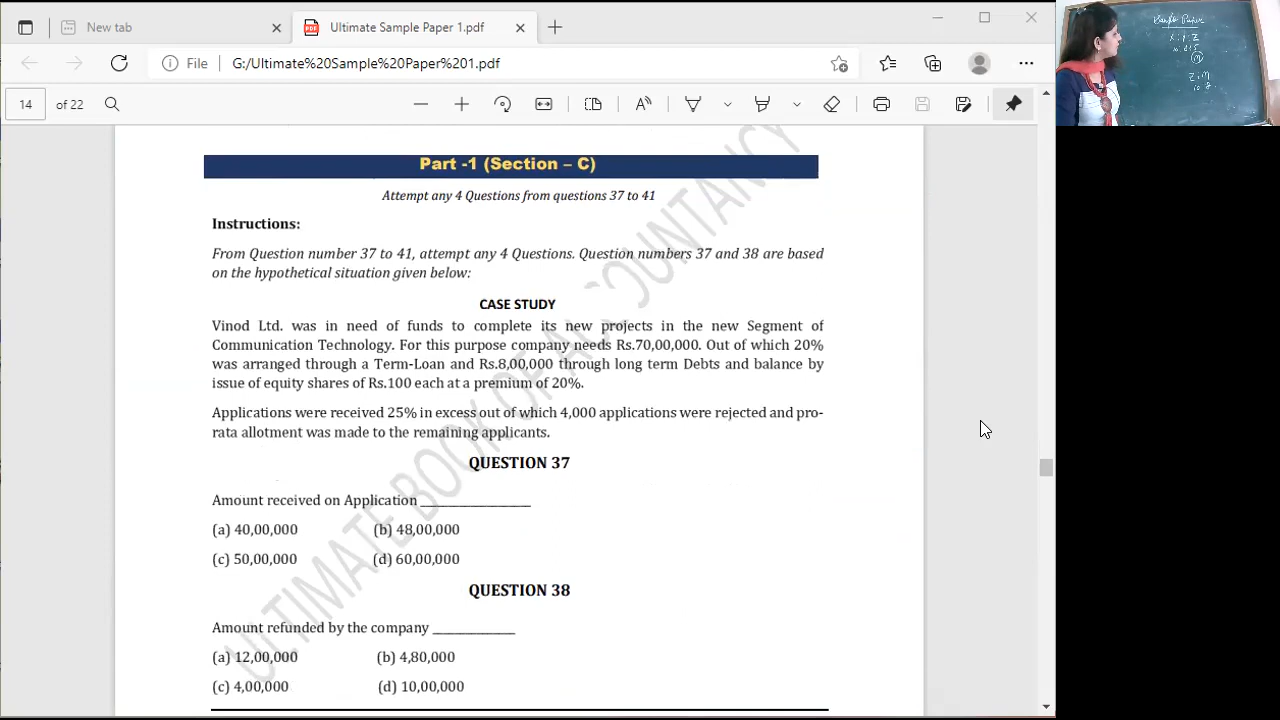 New tab
Ultimate Sample Paper 1.pdf
File
G:/Ultimate%20Sample%20Paper%201.pdf
14 of 22
Part -1 (Section – C)
Attempt any 4 Questions from questions 37 to 41
Instructions:
From Question number 37 to 41, attempt any 4 Questions. Question numbers 37 and 38 are based
on the hypothetical situation given below:
CASE STUDY
Vinod Ltd. was in need of funds to complete its new projects in the new Segment of
Communication Technology. For this purpose company needs Rs.70,00,000. Out of which 20%
was arranged through a Term-Loan and Rs.8,00,000 through long term Debts and balance by
issue of equity shares of Rs.100 each at a premium of 20%.
Applications were received 25% in excess out of which 4,000 applications were rejected and pro-
rata allotment was made to the remaining applicants.
QUESTION 37
Amount received on Application ___________________
(a) 40,00,000 (b) 48,00,000
(c) 50,00,000 (d) 60,00,000
QUESTION 38
Amount refunded by the company ______________
(a) 12,00,000 (b) 4,80,000
(c) 4,00,000 (d) 10,00,000
ULTIMATE BOOK OF ACCOUNTANCY
Sample Paper